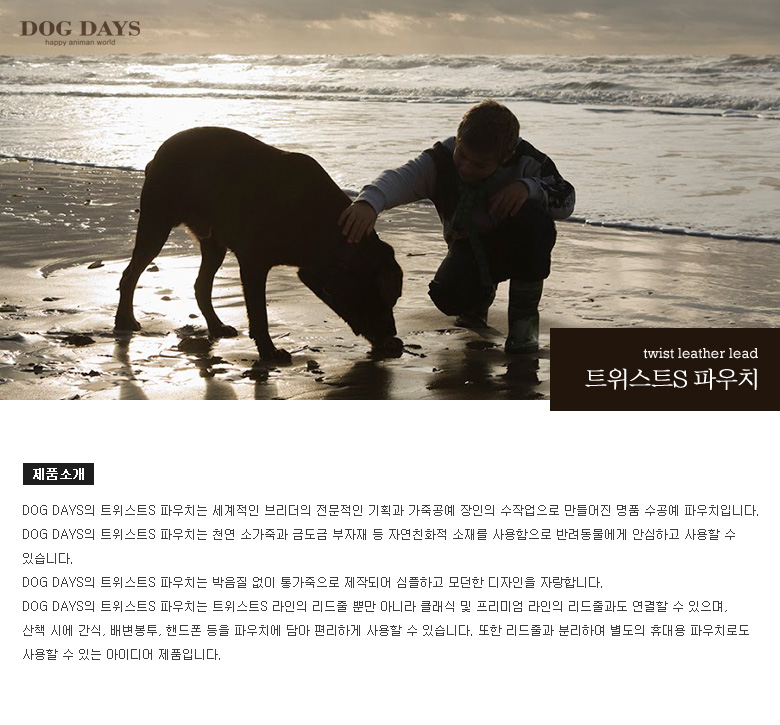 DOG DAYS
happy animan world
twist leather lead
트위스트S 파우치
제품소개
DOG DAYS의 트위스트S 파우치는 세계적인 브리더의 전문적인 기획과 가죽공예 장인의 수작업으로 만들어진 명품 수공예 파우치입니다.
DOG DAYS의 트위스트S 파우치는 천연 소가죽과 금도금 부자재 등 자연친화적 소재를 사용함으로 반려동물에게 안심하고 사용할 수
있습니다.
DOG DAYS의 트위스트S 파우치는 박음질 없이 통가죽으로 제작되어 심플하고 모던한 디자인을 자랑합니다.
DOG DAYS의 트위스트S 파우치는 트위스트S 라인의 리드줄 뿐만 아니라 클래식 및 프리미엄 라인의 리드줄과도 연결할 수 있으며,
산책 시에 간식, 배변봉투, 핸드폰 등을 파우치에 담아 편리하게 사용할 수 있습니다. 또한 리드줄과 분리하여 별도의 휴대용 파우치로도
사용할 수 있는 아이디어 제품입니다.